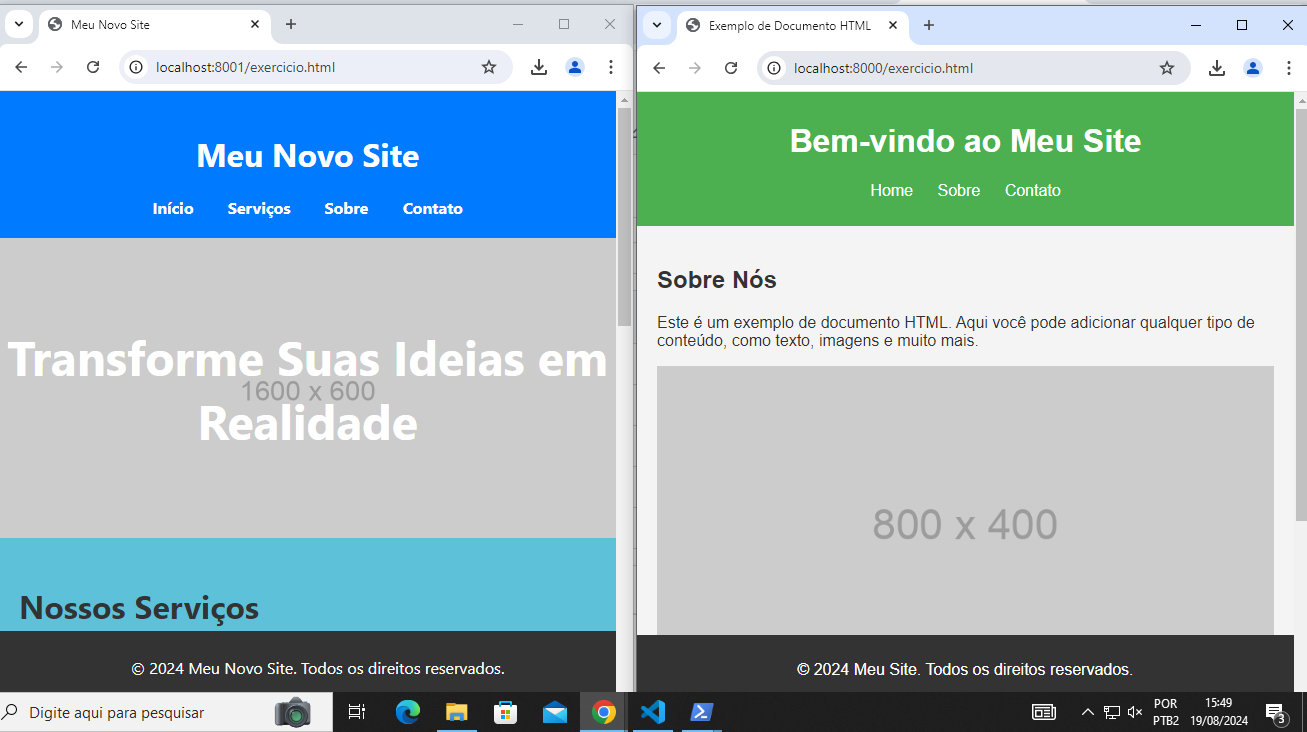 Meu Novo Site
localhost:8001/exercicio.html
Meu Novo Site
Início Serviços Sobre Contato
1600 x 600
Transforme Suas Ideias em
Realidade
Nossos Serviços
© 2024 Meu Novo Site. Todos os direitos reservados.
Exemplo de Documento HTML
localhost:8000/exercicio.html
Bem-vindo ao Meu Site
Home Sobre Contato
Sobre Nós
Este é um exemplo de documento HTML. Aqui você pode adicionar qualquer tipo de
conteúdo, como texto, imagens e muito mais.
800 x 400
© 2024 Meu Site. Todos os direitos reservados.
Digite aqui para pesquisar
POR
PTB2
15:49
19/08/2024
3